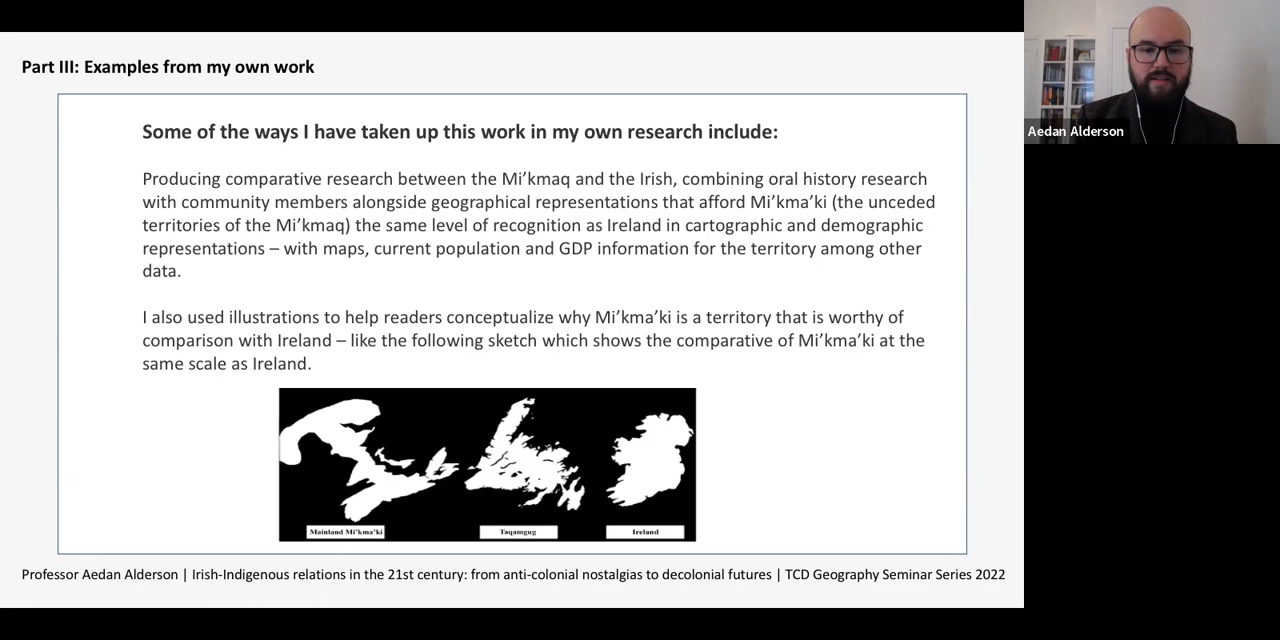 Part III: Examples from my own work
Some of the ways I have taken up this work in my own research include:
Producing comparative research between the Mi’kmaq and the Irish, combining oral history research
with community members alongside geographical representations that afford Mi’kma’ki (the unceded
territories of the Mi’kmaq) the same level of recognition as Ireland in cartographic and demographic
representations – with maps, current population and GDP information for the territory among other
data.
I also used illustrations to help readers conceptualize why Mi’kma’ki is a territory that is worthy of
comparison with Ireland – like the following sketch which shows the comparative of Mi’kma’ki at the
same scale as Ireland.
Mainland Mi’kma’ki
Taqamgug
Ireland
Professor Aedan Alderson | Irish-Indigenous relations in the 21st century: from anti-colonial nostalgias to decolonial futures | TCD Geography Seminar Series 2022
Aedan Alderson